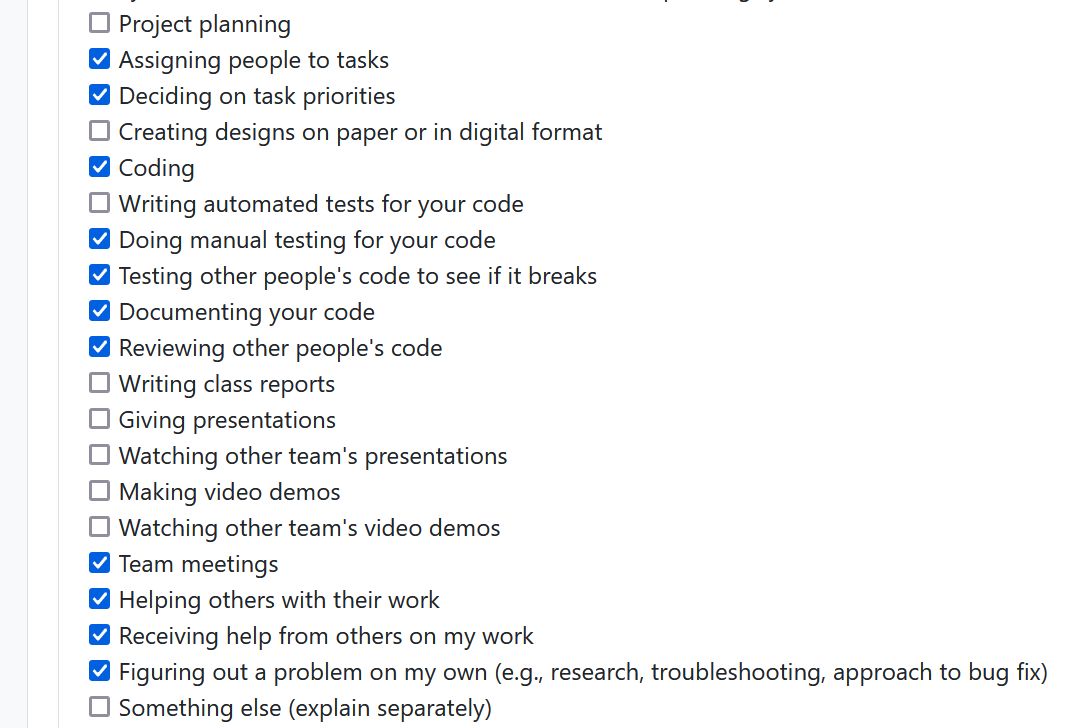 Project planning
Assigning people to tasks
Deciding on task priorities
Creating designs on paper or in digital format
Coding
Writing automated tests for your code
Doing manual testing for your code
Testing other people's code to see if it breaks
Documenting your code
Reviewing other people's code
Writing class reports
Giving presentations
Watching other team's presentations
Making video demos
Watching other team's video demos
Team meetings
Helping others with their work
Receiving help from others on my work
Figuring out a problem on my own (e.g., research, troubleshooting, approach to bug fix)
Something else (explain separately)